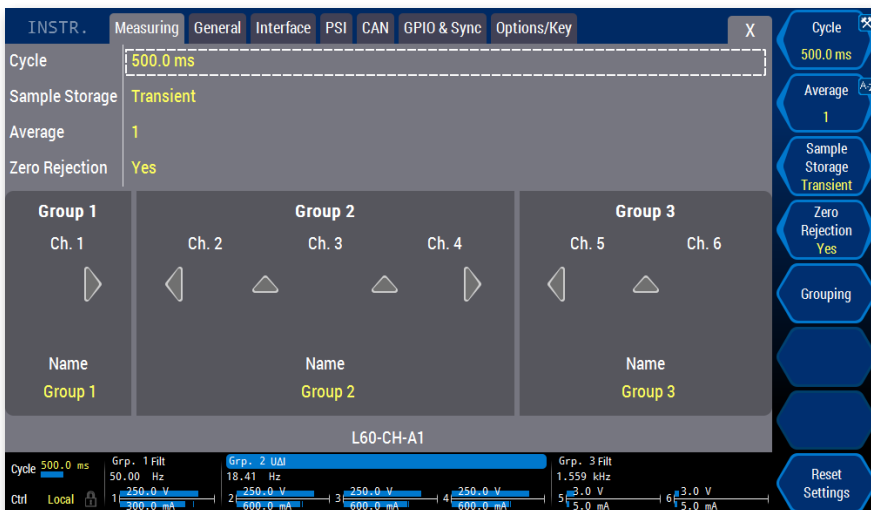 INSTR. Measuring General Interface PSI CAN GPIO & Sync Options/Key X
Cycle 500.0 ms
Sample Storage Transient
Average 1
Zero Rejection Yes
Group 1 Group 2 Group 3
Ch. 1 Ch. 2 Ch. 3 Ch. 4 Ch. 5 Ch. 6
Name Name Name
Group 1 Group 2 Group 3
L60-CH-A1
Cycle 500.0 ms Grp. 1 Filt Grp. 2 UΔI Grp. 3 Filt
50.00 Hz 18.41 Hz 1.559 kHz
Ctrl Local 1 250.0 V 2 250.0 V 3 250.0 V 4 250.0 V 5 3.0 V 6 3.0 V
300.0 mA 600.0 mA 600.0 mA 600.0 mA 5.0 mA 5.0 mA
Cycle
500.0 ms
Average
1
Sample
Storage
Transient
Zero
Rejection
Yes
Grouping
Reset
Settings